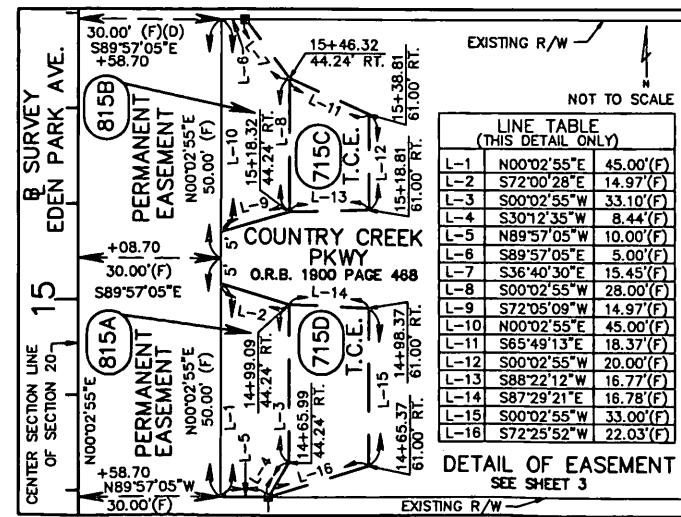 30.00' (F)(D)
S89°57'05"E
+58.70
815B
PERMANENT
EASEMENT
N00°02'55"E
50.00' (F)
L-6
L-7
L-10
L-8
L-9
L-11
L-12
L-13
15+46.32
44.24' RT.
15+38.81
61.00' RT.
15+18.32
44.24' RT.
15+18.81
61.00' RT.
715C
T.C.E.
EXISTING R/W
N
NOT TO SCALE
B SURVEY
EDEN PARK AVE.
15
CENTER SECTION LINE
OF SECTION 20
N00°02'55"E
+08.70
30.00'(F)
S89°57'05"E
5'
5'
COUNTRY CREEK
PKWY
O.R.B. 1900 PAGE 468
815A
PERMANENT
EASEMENT
N00°02'55"E
50.00' (F)
L-1
L-2
L-3
L-4
L-5
L-14
L-15
L-16
14+99.09
44.24' RT.
14+98.37
61.00' RT.
14+65.99
44.24' RT.
14+65.37
61.00' RT.
715D
T.C.E.
+58.70
N89°57'05"W
30.00'(F)
EXISTING R/W
LINE TABLE
(THIS DETAIL ONLY)
L-1 N00°02'55"E 45.00'(F)
L-2 S72°00'28"E 14.97'(F)
L-3 S00°02'55"W 33.10'(F)
L-4 S30°12'35"W 8.44'(F)
L-5 N89°57'05"W 10.00'(F)
L-6 S89°57'05"E 5.00'(F)
L-7 S36°40'30"E 15.45'(F)
L-8 S00°02'55"W 28.00'(F)
L-9 S72°05'09"W 14.97'(F)
L-10 N00°02'55"E 45.00'(F)
L-11 S65°49'13"E 18.37'(F)
L-12 S00°02'55"W 20.00'(F)
L-13 S88°22'12"W 16.77'(F)
L-14 S87°29'21"E 16.78'(F)
L-15 S00°02'55"W 33.00'(F)
L-16 S72°25'52"W 22.03'(F)
DETAIL OF EASEMENT
SEE SHEET 3